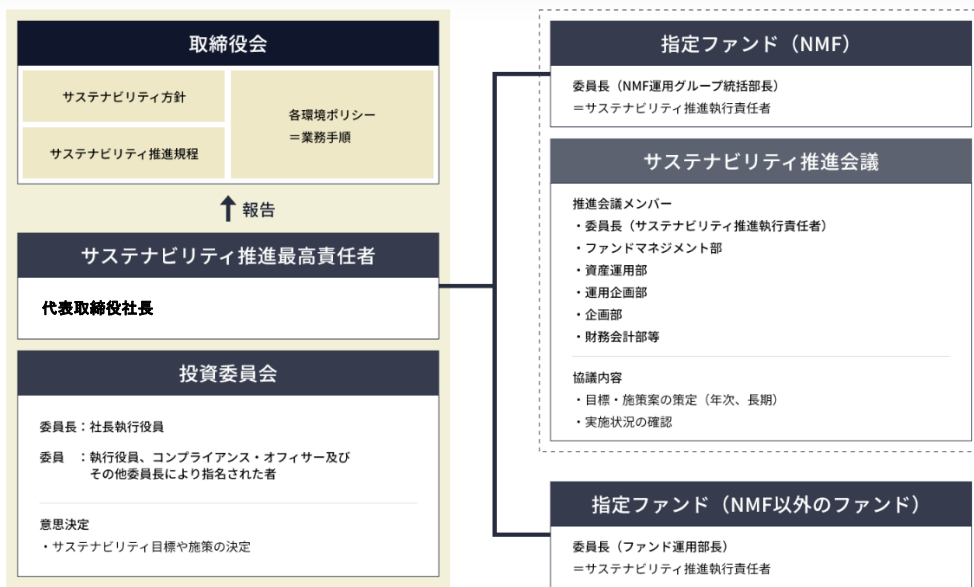 取締役会
サステナビリティ方針
サステナビリティ推進規程
各環境ポリシー
＝業務手順
報告
サステナビリティ推進最高責任者
代表取締役社長
投資委員会
委員長：社長執行役員
委員　：執行役員、コンプライアンス・オフィサー及び
その他委員長により指名された者
意思決定
・サステナビリティ目標や施策の決定
指定ファンド（NMF）
委員長（NMF運用グループ統括部長）
＝サステナビリティ推進執行責任者
サステナビリティ推進会議
推進会議メンバー
・委員長（サステナビリティ推進執行責任者）
・ファンドマネジメント部
・資産運用部
・運用企画部
・企画部
・財務会計部等
協議内容
・目標・施策案の策定（年次、長期）
・実施状況の確認
指定ファンド（NMF以外のファンド）
委員長（ファンド運用部長）
＝サステナビリティ推進執行責任者